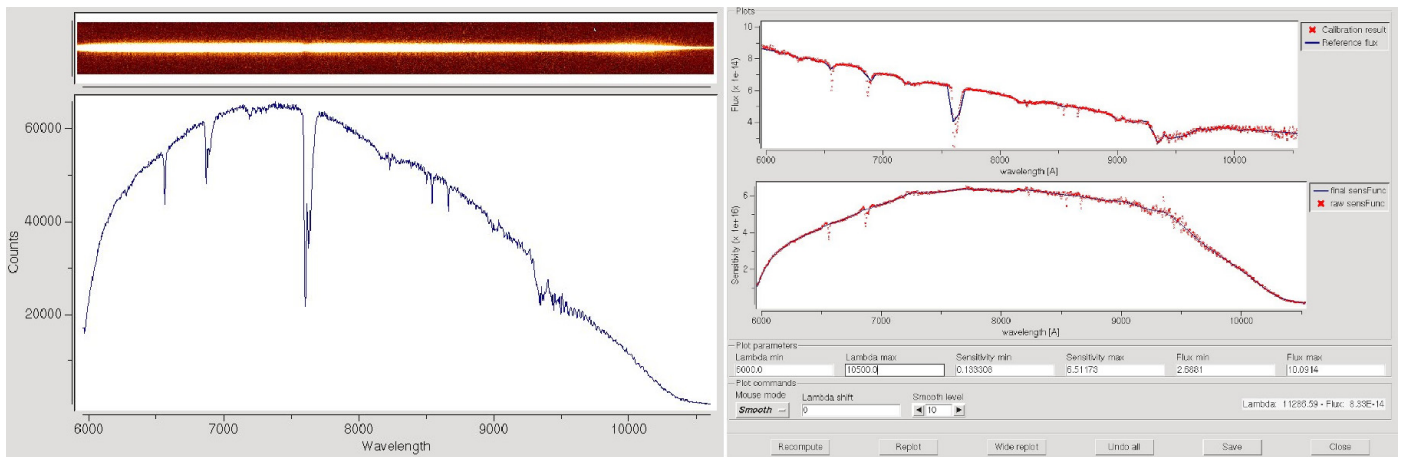 60000
40000
20000
Counts
6000 7000 8000 9000 10000
Wavelength
Plots
10
8
6
4
Flux (x 1e-14)
6000 7000 8000 9000 10000
wavelength [A]
Calibration result
Reference flux
6
4
2
Sensitivity (x 1e-16)
6000 7000 8000 9000 10000
wavelength [A]
final sensFunc
raw sensFunc
Plot parameters
Lambda min Lambda max Sensitivity min Sensitivity max Flux min Flux max
6000.0 10500.0 0.133308 6.51173 2.6681 10.0914
Plot commands
Mouse mode Lambda shift Smooth level
Smooth 0 10
Lambda: 11286.59 - Flux: 8.33E-14
Recompute Replot Wide replot Undo all Save Close